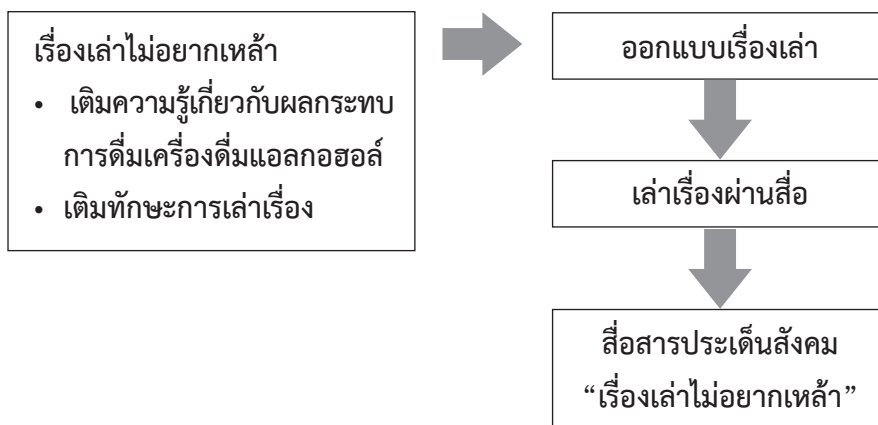 เรื่องเล่าไม่อยากเหล้า
• เติมความรู้เกี่ยวกับผลกระทบ
การดื่มเครื่องดื่มแอลกอฮอล์
• เติมทักษะการเล่าเรื่อง
ออกแบบเรื่องเล่า
เล่าเรื่องผ่านสื่อ
สื่อสารประเด็นสังคม
“เรื่องเล่าไม่อยากเหล้า”